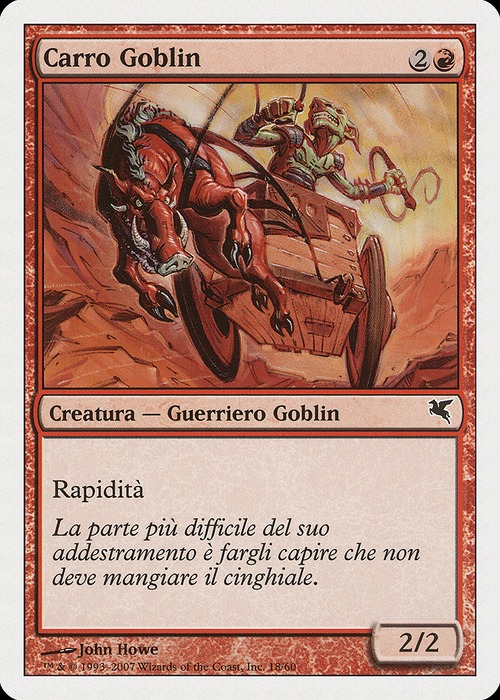 Carro Goblin 2
Creatura — Guerriero Goblin
Rapidità
La parte più difficile del suo
addestramento è fargli capire che non
deve mangiare il cinghiale.
John Howe
2/2
™ & © 1993–2007 Wizards of the Coast, Inc. 18/60